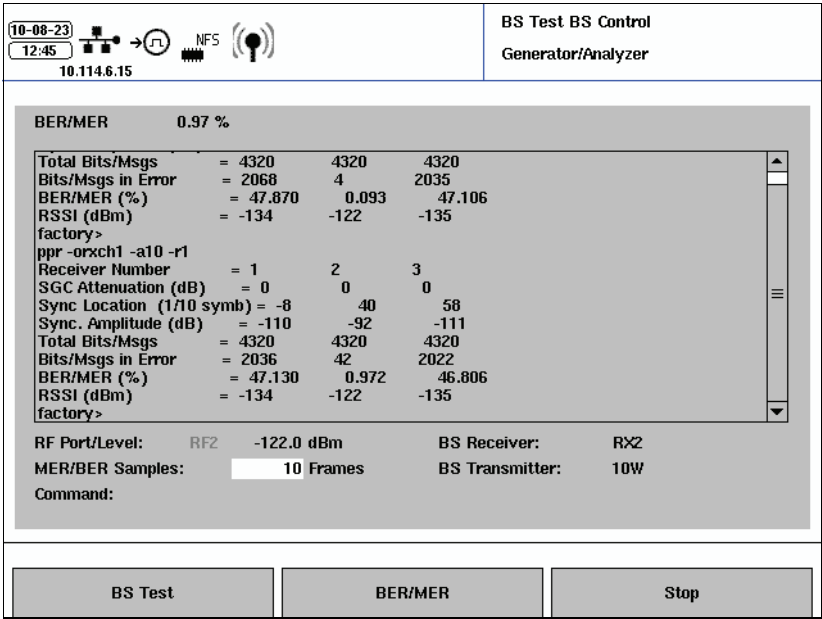 10-08-23
12:45
NFS
10.114.6.15
BS Test BS Control
Generator/Analyzer
BER/MER 0.97 %
Total Bits/Msgs = 4320 4320 4320
Bits/Msgs in Error = 2068 4 2035
BER/MER (%) = 47.870 0.093 47.106
RSSI (dBm) = -134 -122 -135
factory>
ppr -orxch1 -a10 -r1
Receiver Number = 1 2 3
SGC Attenuation (dB) = 0 0 0
Sync Location (1/10 symb) = -8 40 58
Sync. Amplitude (dB) = -110 -92 -111
Total Bits/Msgs = 4320 4320 4320
Bits/Msgs in Error = 2036 42 2022
BER/MER (%) = 47.130 0.972 46.806
RSSI (dBm) = -134 -122 -135
factory>
RF Port/Level: RF2 -122.0 dBm BS Receiver: RX2
MER/BER Samples: 10 Frames BS Transmitter: 10W
Command:
BS Test BER/MER Stop